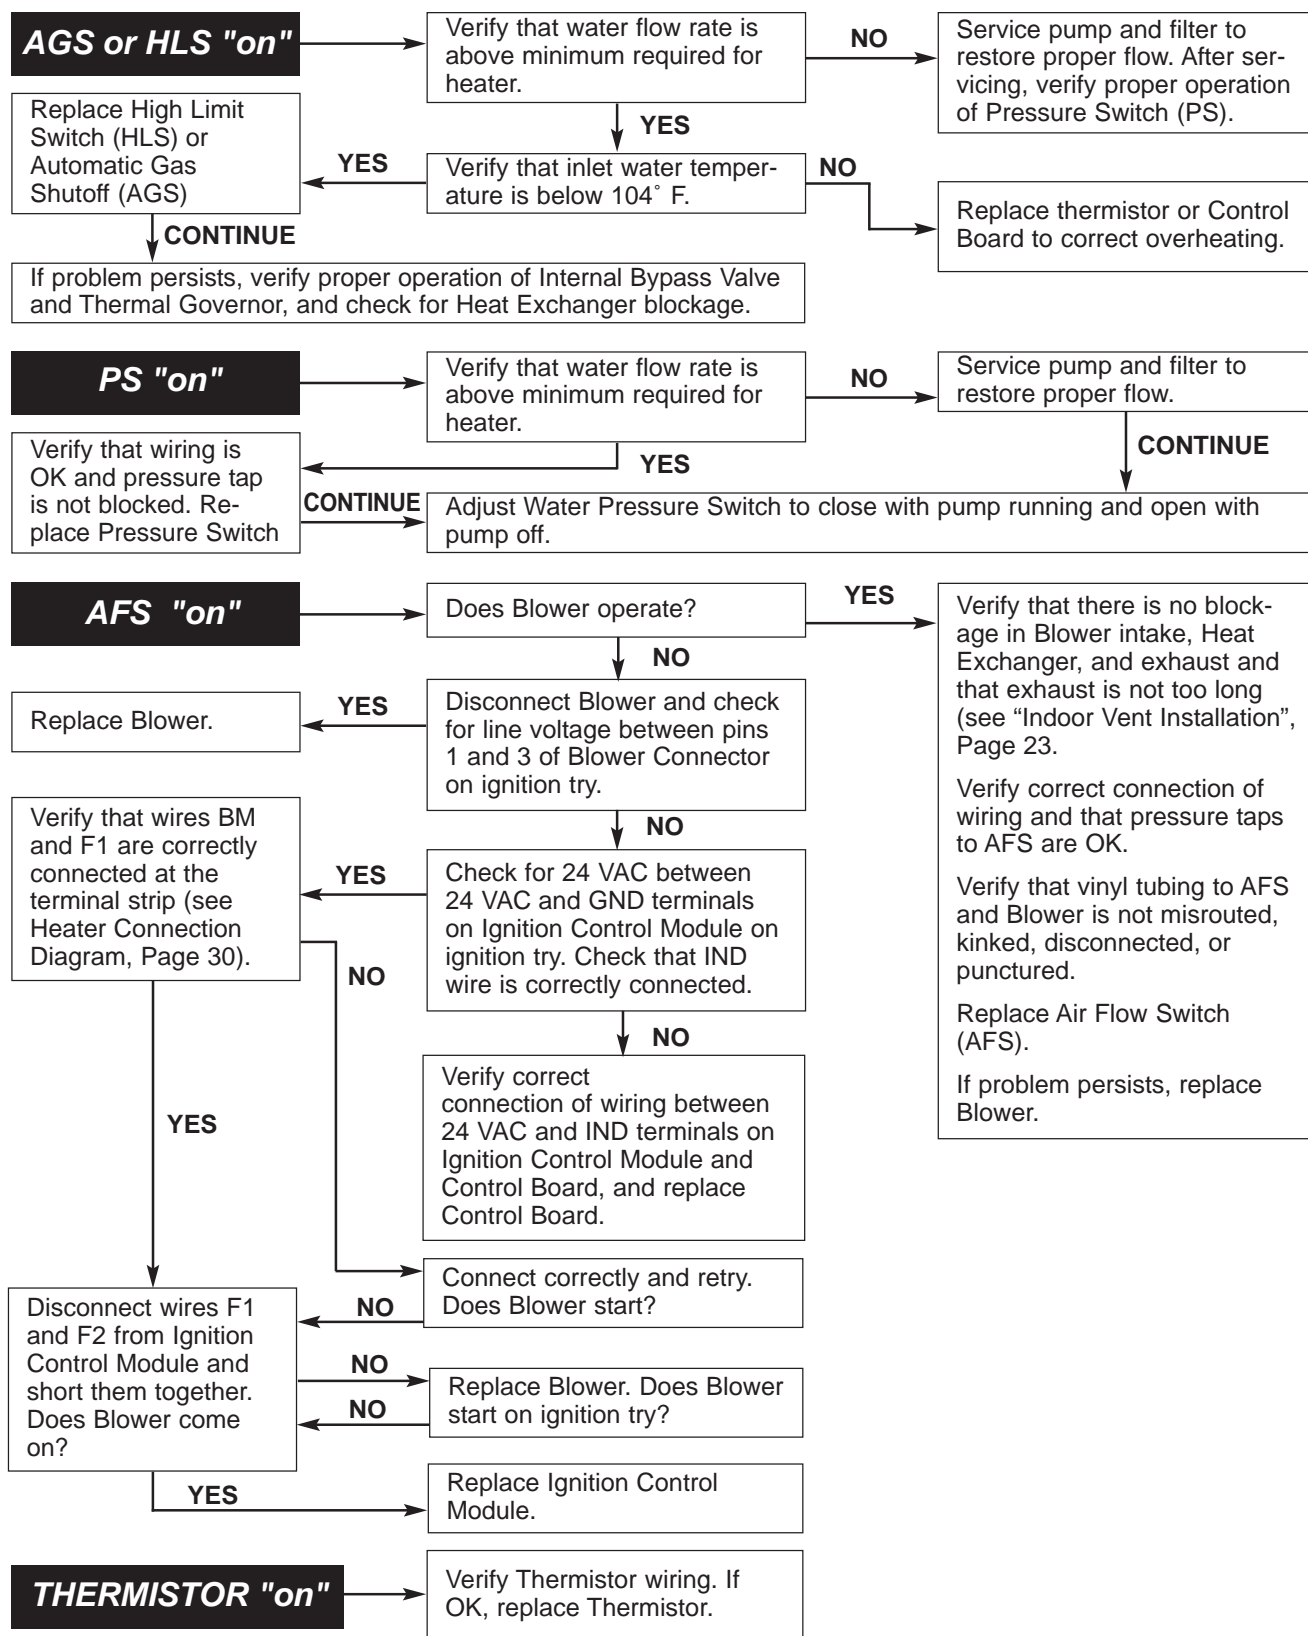 AGS or HLS "on"
Verify that water flow rate is
above minimum required for
heater.
NO
Service pump and filter to
restore proper flow. After ser-
vicing, verify proper operation
of Pressure Switch (PS).
YES
Verify that inlet water temper-
ature is below 104˚ F.
YES
Replace High Limit
Switch (HLS) or
Automatic Gas
Shutoff (AGS)
NO
Replace thermistor or Control
Board to correct overheating.
CONTINUE
If problem persists, verify proper operation of Internal Bypass Valve
and Thermal Governor, and check for Heat Exchanger blockage.
PS "on"
Verify that water flow rate is
above minimum required for
heater.
NO
Service pump and filter to
restore proper flow.
YES
CONTINUE
Verify that wiring is
OK and pressure tap
is not blocked. Re-
place Pressure Switch
CONTINUE
Adjust Water Pressure Switch to close with pump running and open with
pump off.
AFS "on"
Does Blower operate?
YES
Verify that there is no block-
age in Blower intake, Heat
Exchanger, and exhaust and
that exhaust is not too long
(see “Indoor Vent Installation”,
Page 23.
Verify correct connection of
wiring and that pressure taps
to AFS are OK.
Verify that vinyl tubing to AFS
and Blower is not misrouted,
kinked, disconnected, or
punctured.
Replace Air Flow Switch
(AFS).
If problem persists, replace
Blower.
NO
Disconnect Blower and check
for line voltage between pins
1 and 3 of Blower Connector
on ignition try.
YES
Replace Blower.
NO
Check for 24 VAC between
24 VAC and GND terminals
on Ignition Control Module on
ignition try. Check that IND
wire is correctly connected.
YES
Verify that wires BM
and F1 are correctly
connected at the
terminal strip (see
Heater Connection
Diagram, Page 30).
NO
NO
Verify correct
connection of wiring between
24 VAC and IND terminals on
Ignition Control Module and
Control Board, and replace
Control Board.
YES
Connect correctly and retry.
Does Blower start?
NO
Disconnect wires F1
and F2 from Ignition
Control Module and
short them together.
Does Blower come
on?
NO
Replace Blower. Does Blower
start on ignition try?
NO
YES
Replace Ignition Control
Module.
THERMISTOR "on"
Verify Thermistor wiring. If
OK, replace Thermistor.